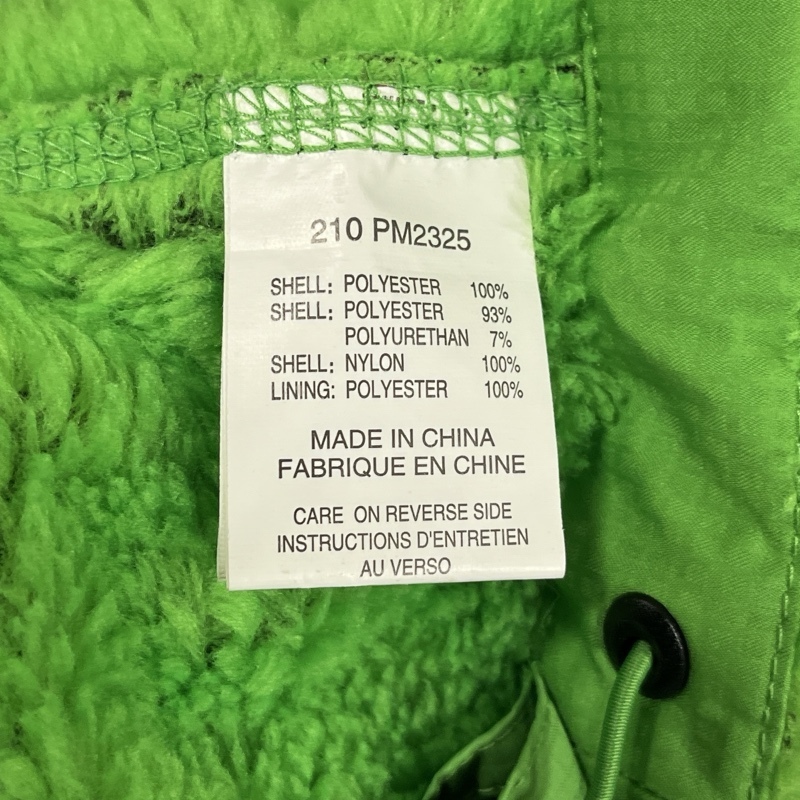 210 PM2325
SHELL: POLYESTER 100%
SHELL: POLYESTER 93%
POLYURETHAN 7%
SHELL: NYLON 100%
LINING: POLYESTER 100%
MADE IN CHINA
FABRIQUE EN CHINE
CARE ON REVERSE SIDE
INSTRUCTIONS D'ENTRETIEN
AU VERSO